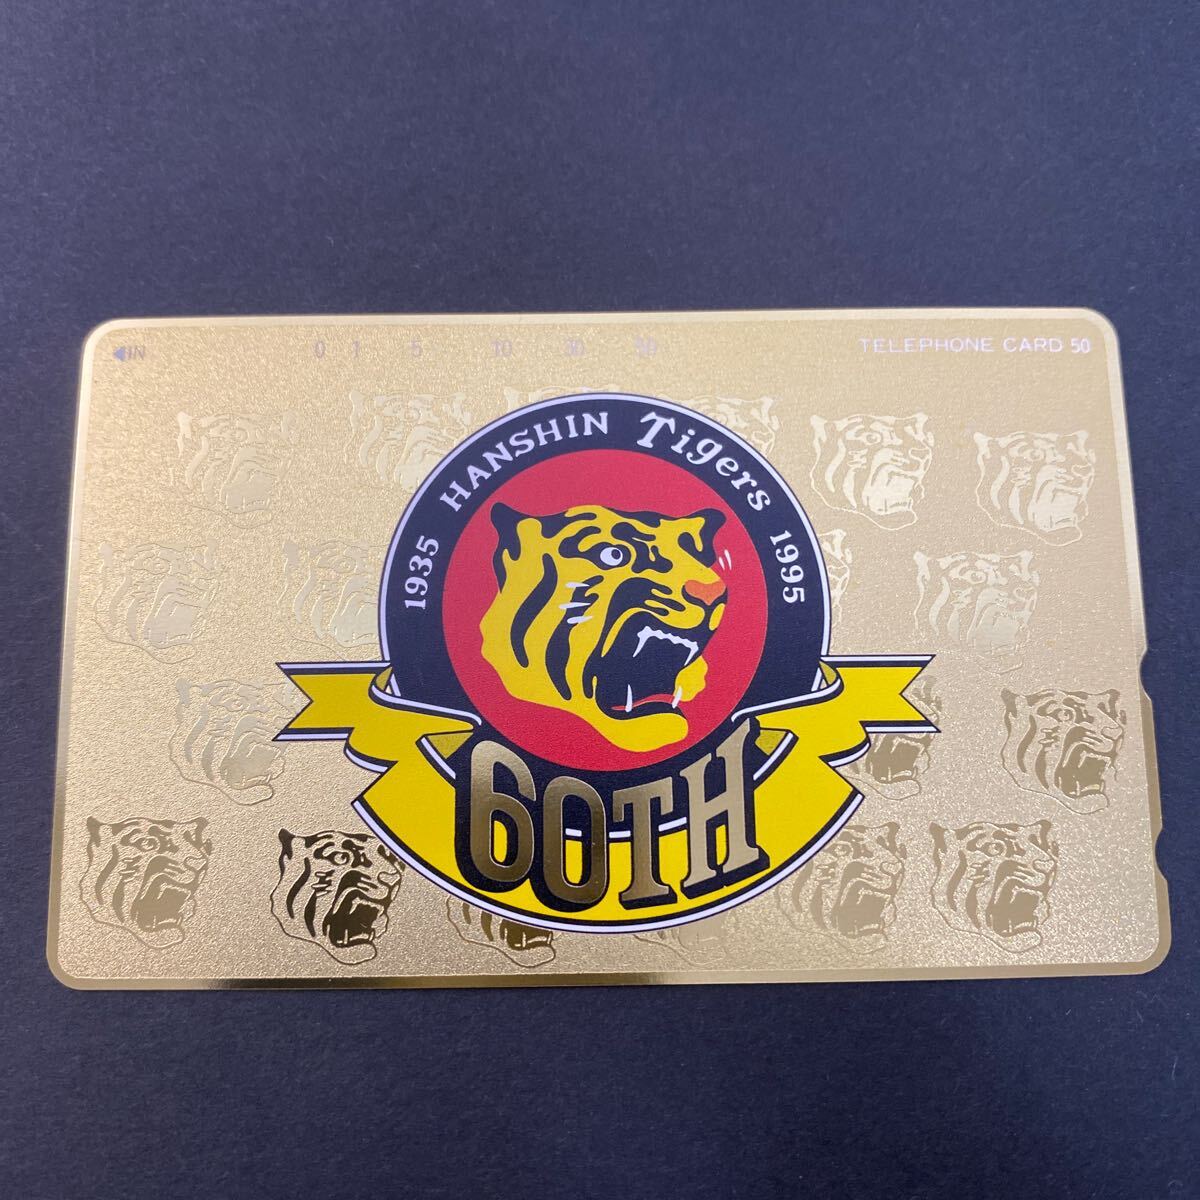 ◀IN 0 1 5 10 30 50 TELEPHONE CARD 50
1935 HANSHIN Tigers 1995
60TH